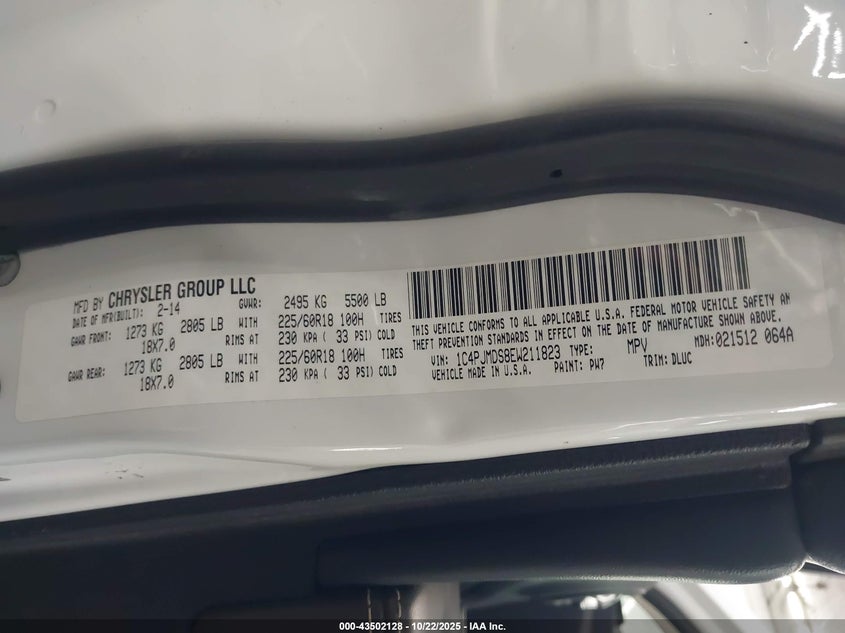 MFD BY CHRYSLER GROUP LLC
DATE OF MFR(BUILT): 2-14 GVWR: 2495 KG 5500 LB
GAWR FRONT: 1273 KG 2805 LB WITH 225/60R18 100H TIRES
18X7.0 RIMS AT 230 KPA ( 33 PSI) COLD
GAWR REAR: 1273 KG 2805 LB WITH 225/60R18 100H TIRES
18X7.0 RIMS AT 230 KPA ( 33 PSI) COLD
THIS VEHICLE CONFORMS TO ALL APPLICABLE U.S.A. FEDERAL MOTOR VEHICLE SAFETY AN
THEFT PREVENTION STANDARDS IN EFFECT ON THE DATE OF MANUFACTURE SHOWN ABOVE.
VIN: 1C4PJMDS8EW211823 TYPE: MPV MDH:021512 064A
VEHICLE MADE IN U.S.A. PAINT: PW7 TRIM: DLUC
000-43502128 - 10/22/2025 - IAA Inc.